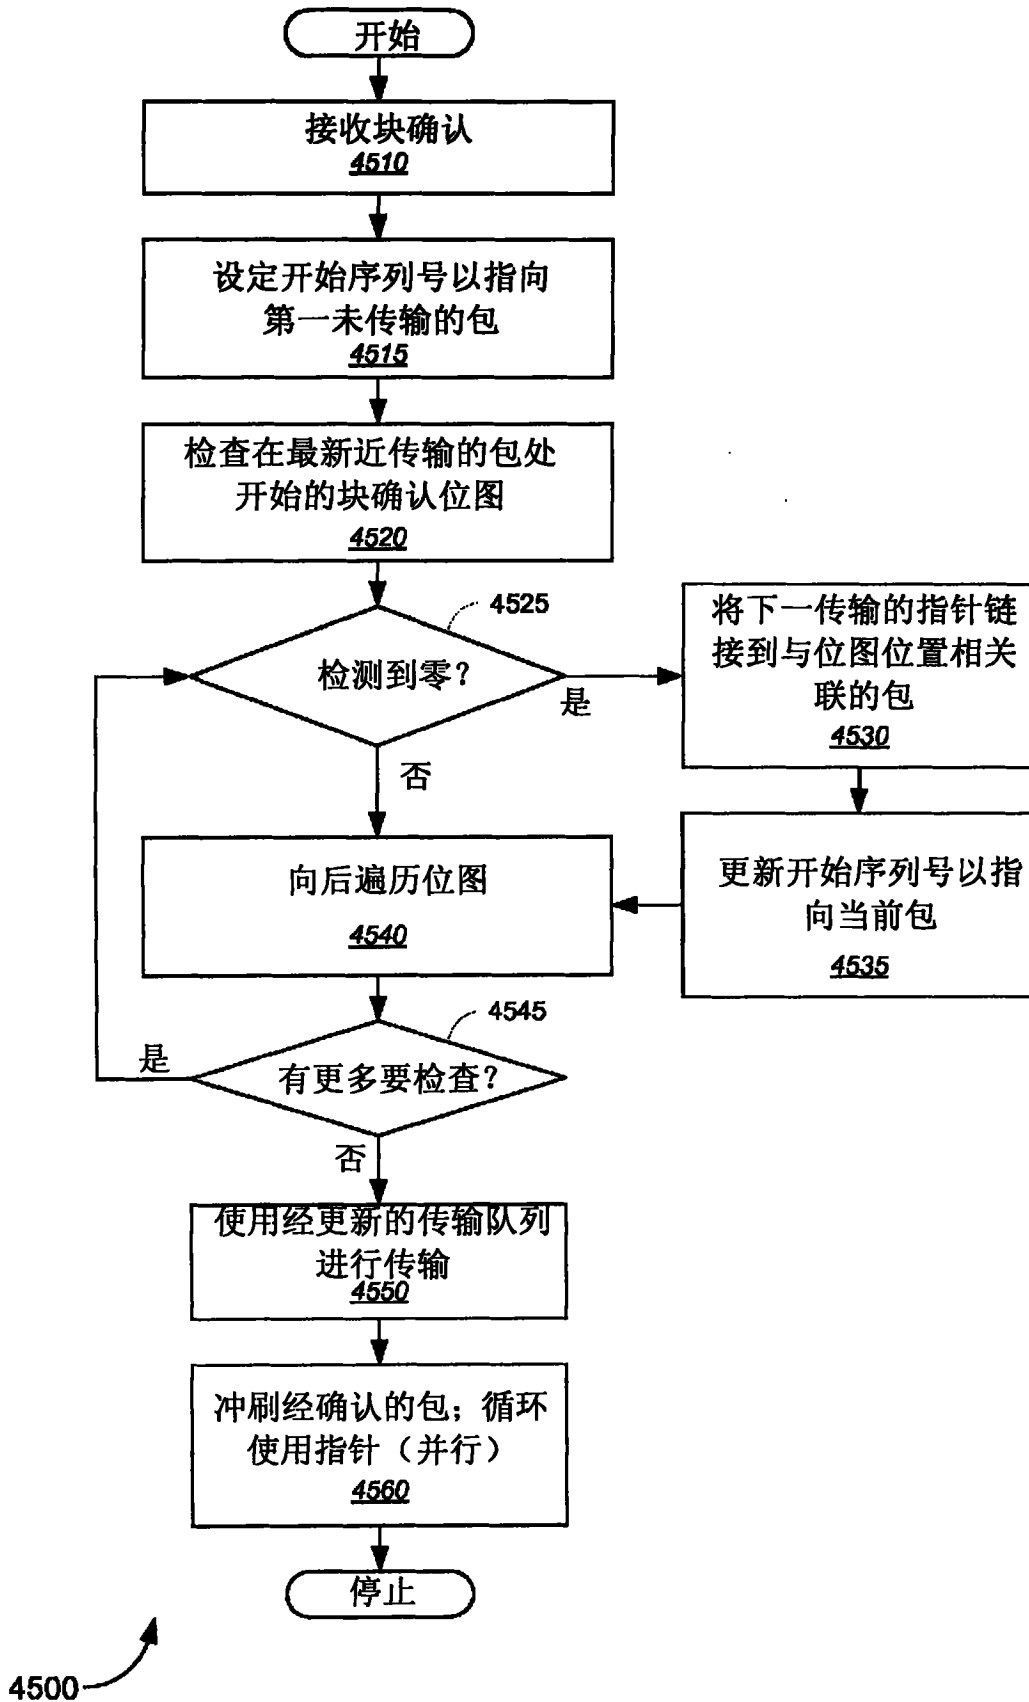 开始
接收块确认
4510
设定开始序列号以指向
第一未传输的包
4515
检查在最新近传输的包处
开始的块确认位图
4520
4525
检测到零？
是
否
将下一传输的指针链
接到与位图位置相关
联的包
4530
更新开始序列号以指
向当前包
4535
向后遍历位图
4540
4545
有更多要检查？
是
否
使用经更新的传输队列
进行传输
4550
冲刷经确认的包；循环
使用指针（并行）
4560
停止
4500